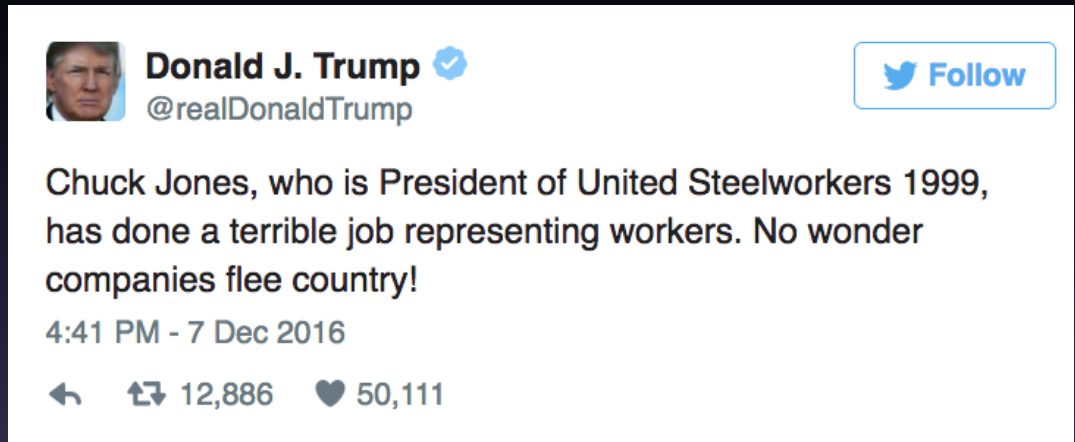 Donald J. Trump
@realDonaldTrump
Follow
Chuck Jones, who is President of United Steelworkers 1999,
has done a terrible job representing workers. No wonder
companies flee country!
4:41 PM - 7 Dec 2016
12,886 50,111